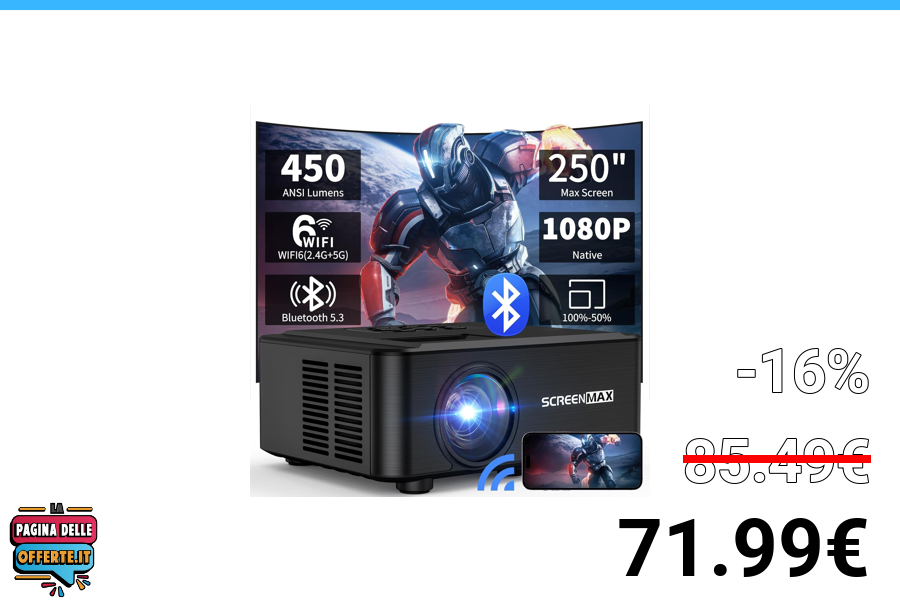 450
ANSI Lumens
250"
Max Screen
6
WIFI
WIFI6(2.4G+5G)
1080P
Native
Bluetooth 5.3
100%-50%
SCREENMAX
-16%
85.49€
71.99€
LA
PAGINA DELLE
OFFERTE.IT